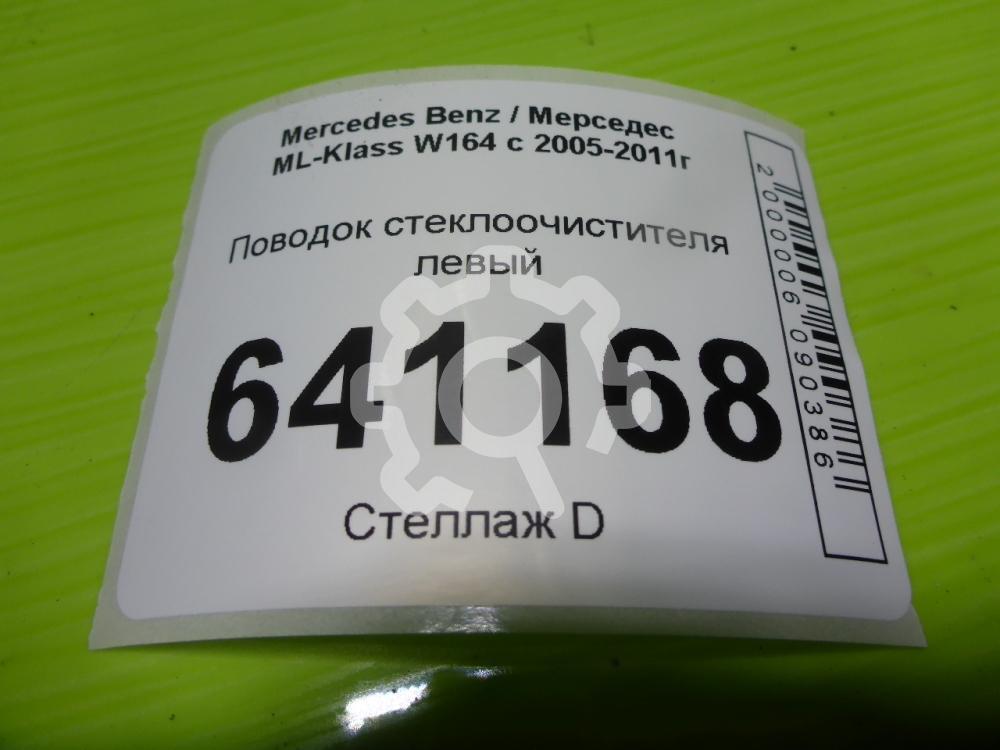 Mercedes Benz / Мерседес
ML-Klass W164 с 2005-2011г
Поводок стеклоочистителя
левый
641168
Стеллаж D
2000006090386